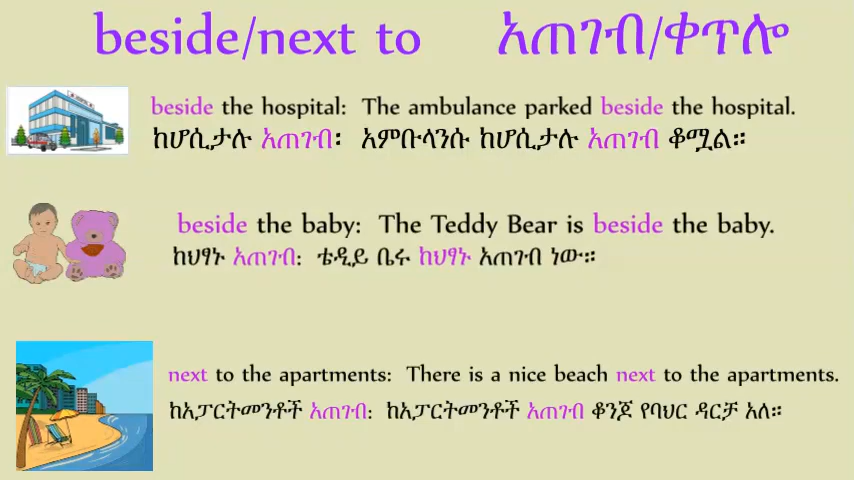 beside/next to አጠገብ/ቀጥሎ
beside the hospital: The ambulance parked beside the hospital.
ከሆሲታሉ አጠገብ፡ አምቡላንሱ ከሆሲታሉ አጠገብ ቆሟል።
beside the baby: The Teddy Bear is beside the baby.
ከህፃኑ አጠገብ: ቴዲይ ቤሩ ከህፃኑ አጠገብ ነው።
next to the apartments: There is a nice beach next to the apartments.
ከአፓርትመንቶች አጠገብ: ከአፓርትመንቶች አጠገብ ቆንጆ የባህር ዳርቻ አለ።